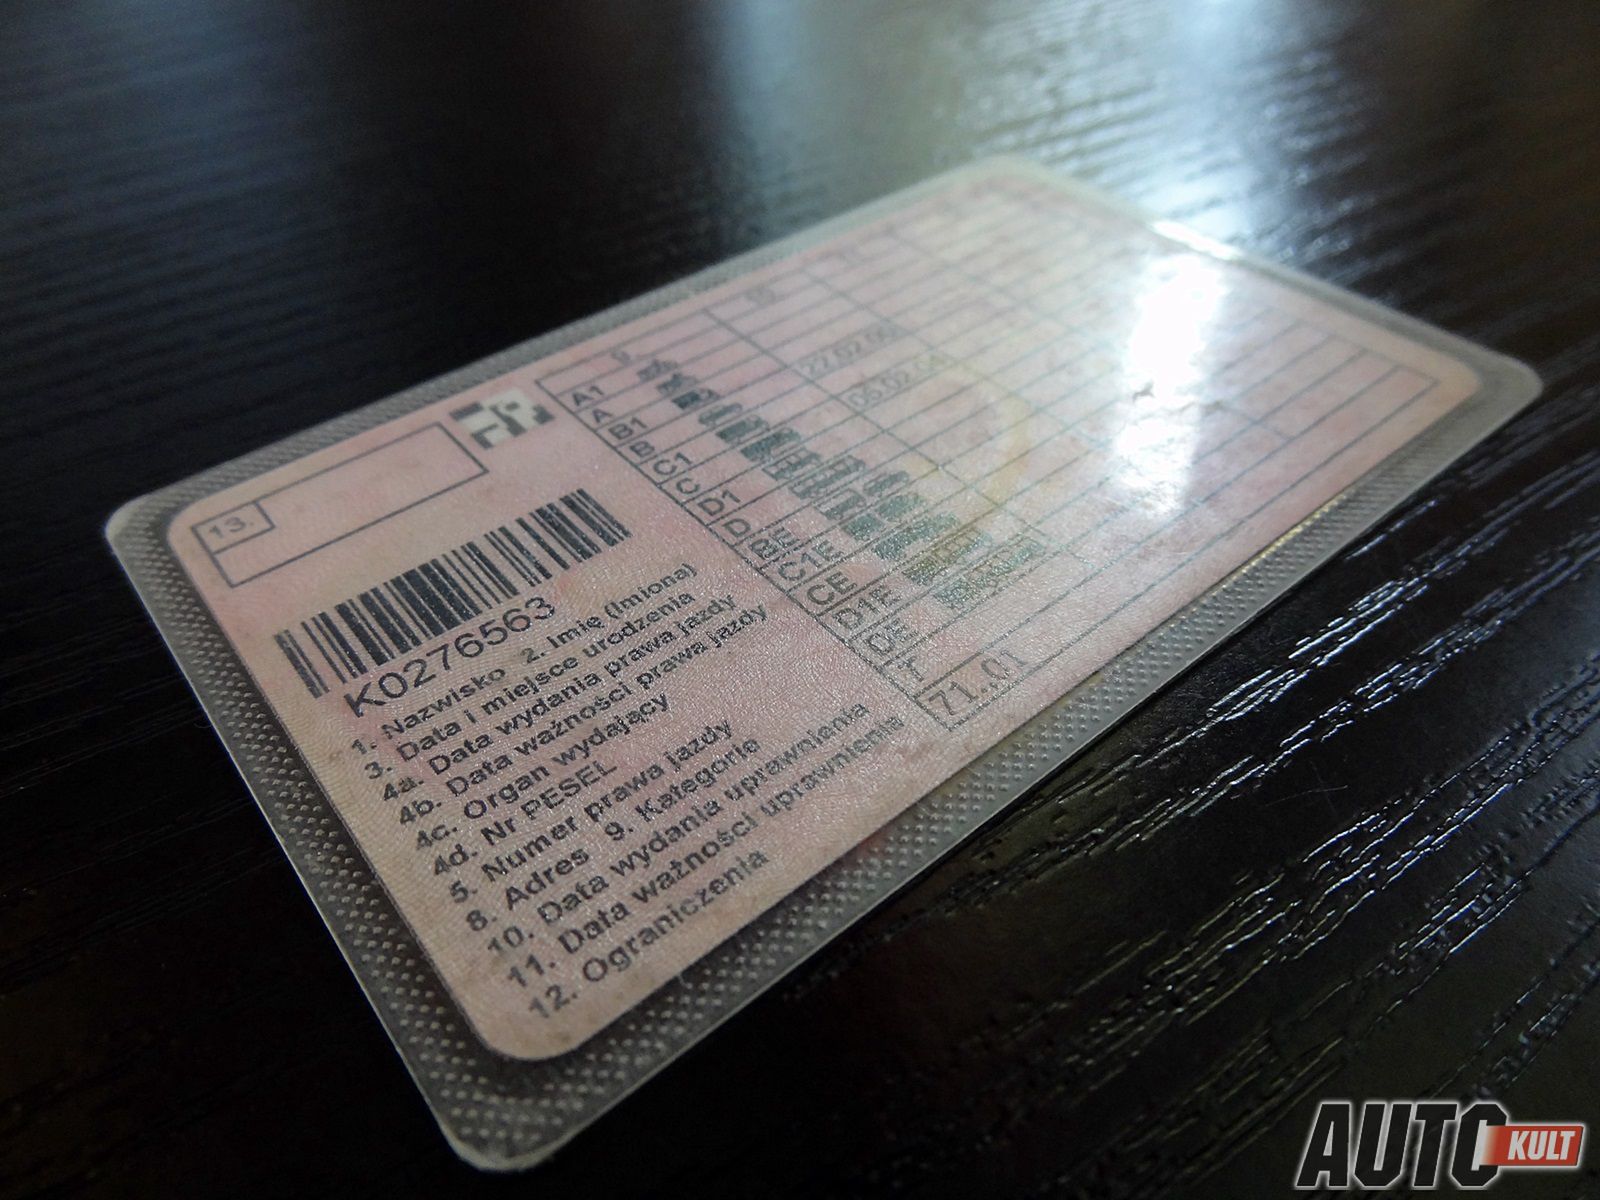 13.
K0276563
1. Nazwisko 2. Imię (Imiona)
3. Data i miejsce urodzenia
4a. Data wydania prawa jazdy
4b. Data ważności prawa jazdy
4c. Organ wydający
4d. Nr PESEL
5. Numer prawa jazdy
8. Adres 9. Kategorie
10. Data wydania uprawnienia
11. Data ważności uprawnienia
12. Ograniczenia
9.
A1
A
B1
B
C1
C
D1
D
BE
C1E
CE
D1E
DE
T
71..01
AUTO KULT